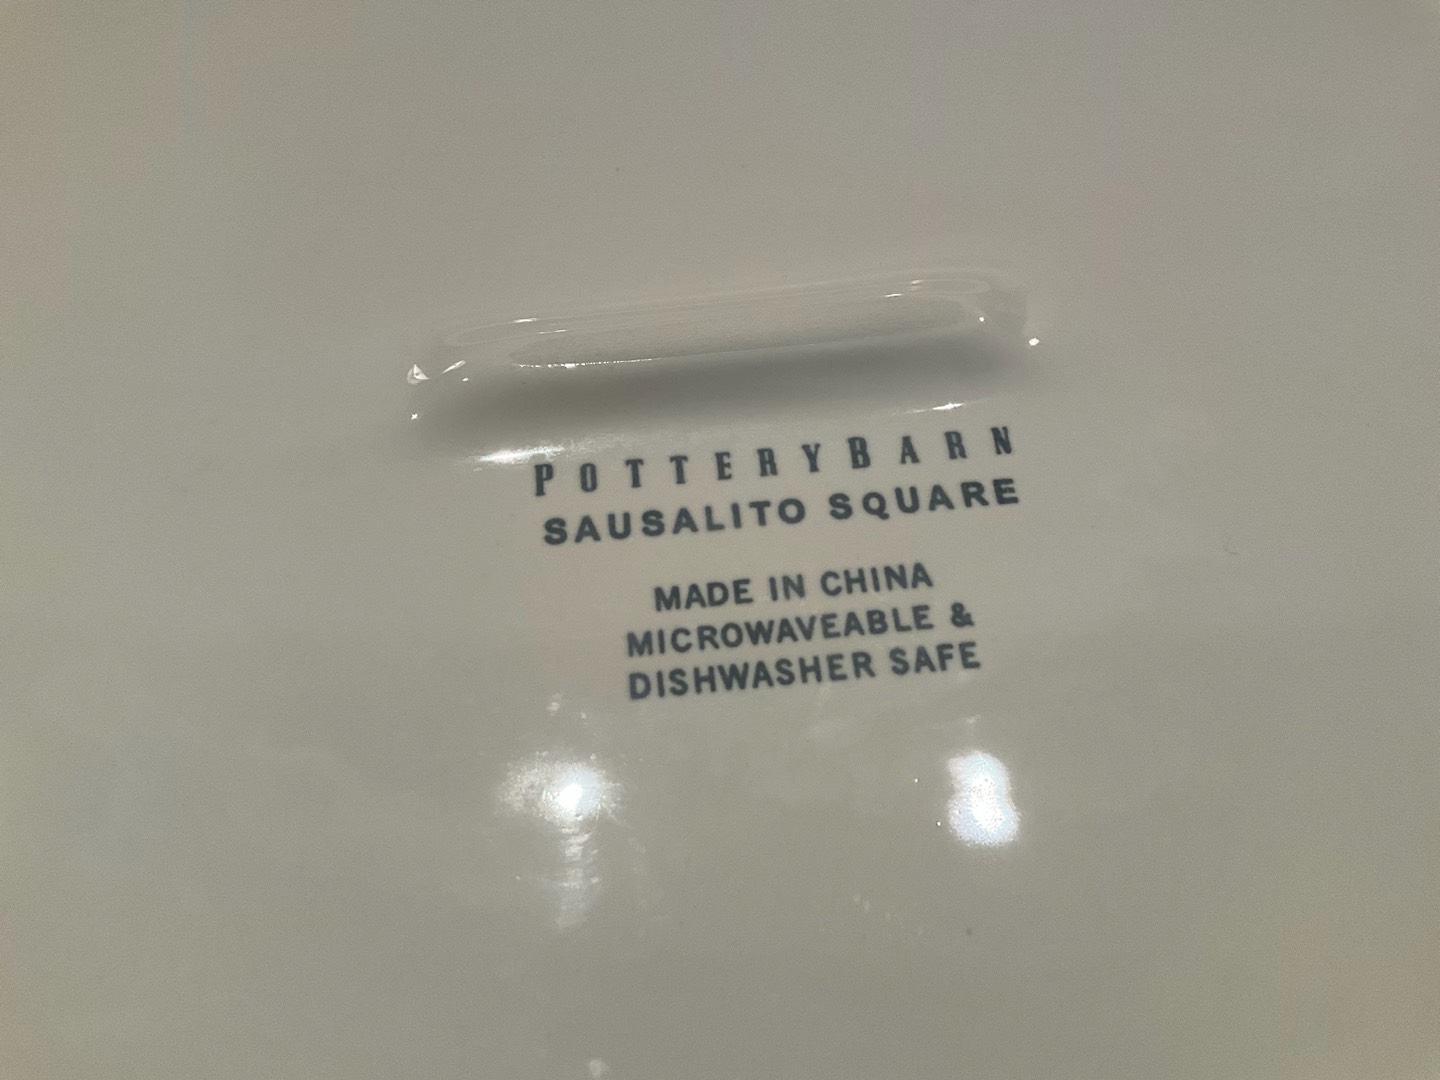 POTTERYBARN
SAUSALITO SQUARE
MADE IN CHINA
MICROWAVEABLE &
DISHWASHER SAFE